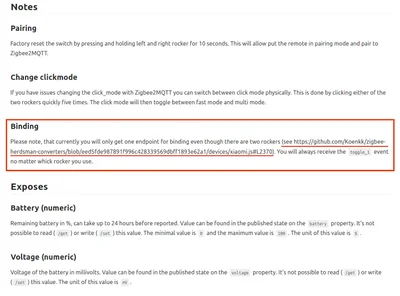 Notes
Pairing
Factory reset the switch by pressing and holding left and right rocker for 10 seconds. This will allow put the remote in pairing mode and pair to
Zigbee2MQTT.
Change clickmode
If you have issues changing the click_mode with Zigbee2MQTT you can switch between click mode physically. This is done by clicking either of the
two rockers quickly five times. The click mode will then toggle between fast mode and multi mode.
Binding
Please note, that currently you will only get one endpoint for binding even though there are two rockers (see https://github.com/Koenkk/zigbee-
herdsman-converters/blob/eed5fde987891f996c428339569dbff1893e62a1/devices/xiaomi.js#L2370). You will always receive the toggle_1 event
no matter whick rocker you use.
Exposes
Battery (numeric)
Remaining battery in %, can take up to 24 hours before reported. Value can be found in the published state on the battery property. It's not
possible to read ( /get ) or write ( /set ) this value. The minimal value is 0 and the maximum value is 100 . The unit of this value is % .
Voltage (numeric)
Voltage of the battery in millivolts. Value can be found in the published state on the voltage property. It's not possible to read ( /get ) or write
( /set ) this value. The unit of this value is mV .